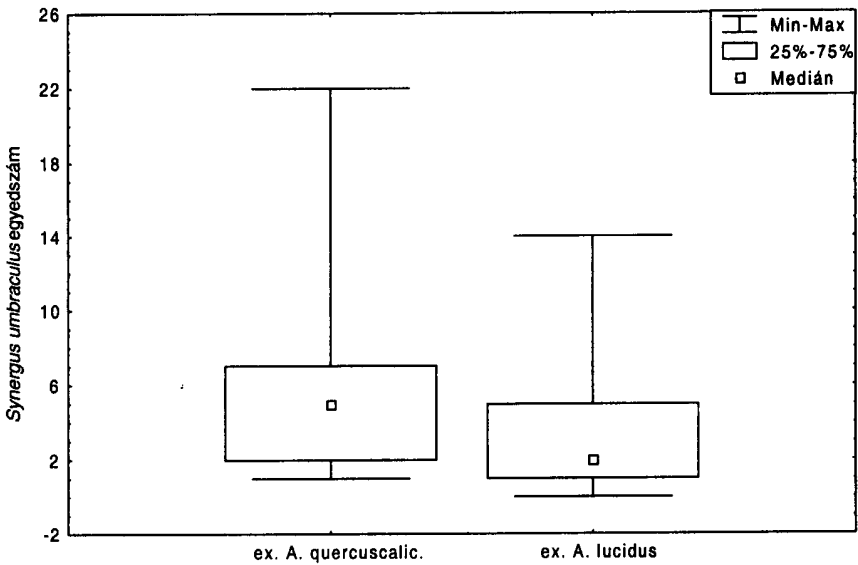 26
22
18
14
10
6
2
-2
Synergus umbraculus egyedszám
Min-Max
25%-75%
Medián
ex. A. quercuscalic.
ex. A. lucidus